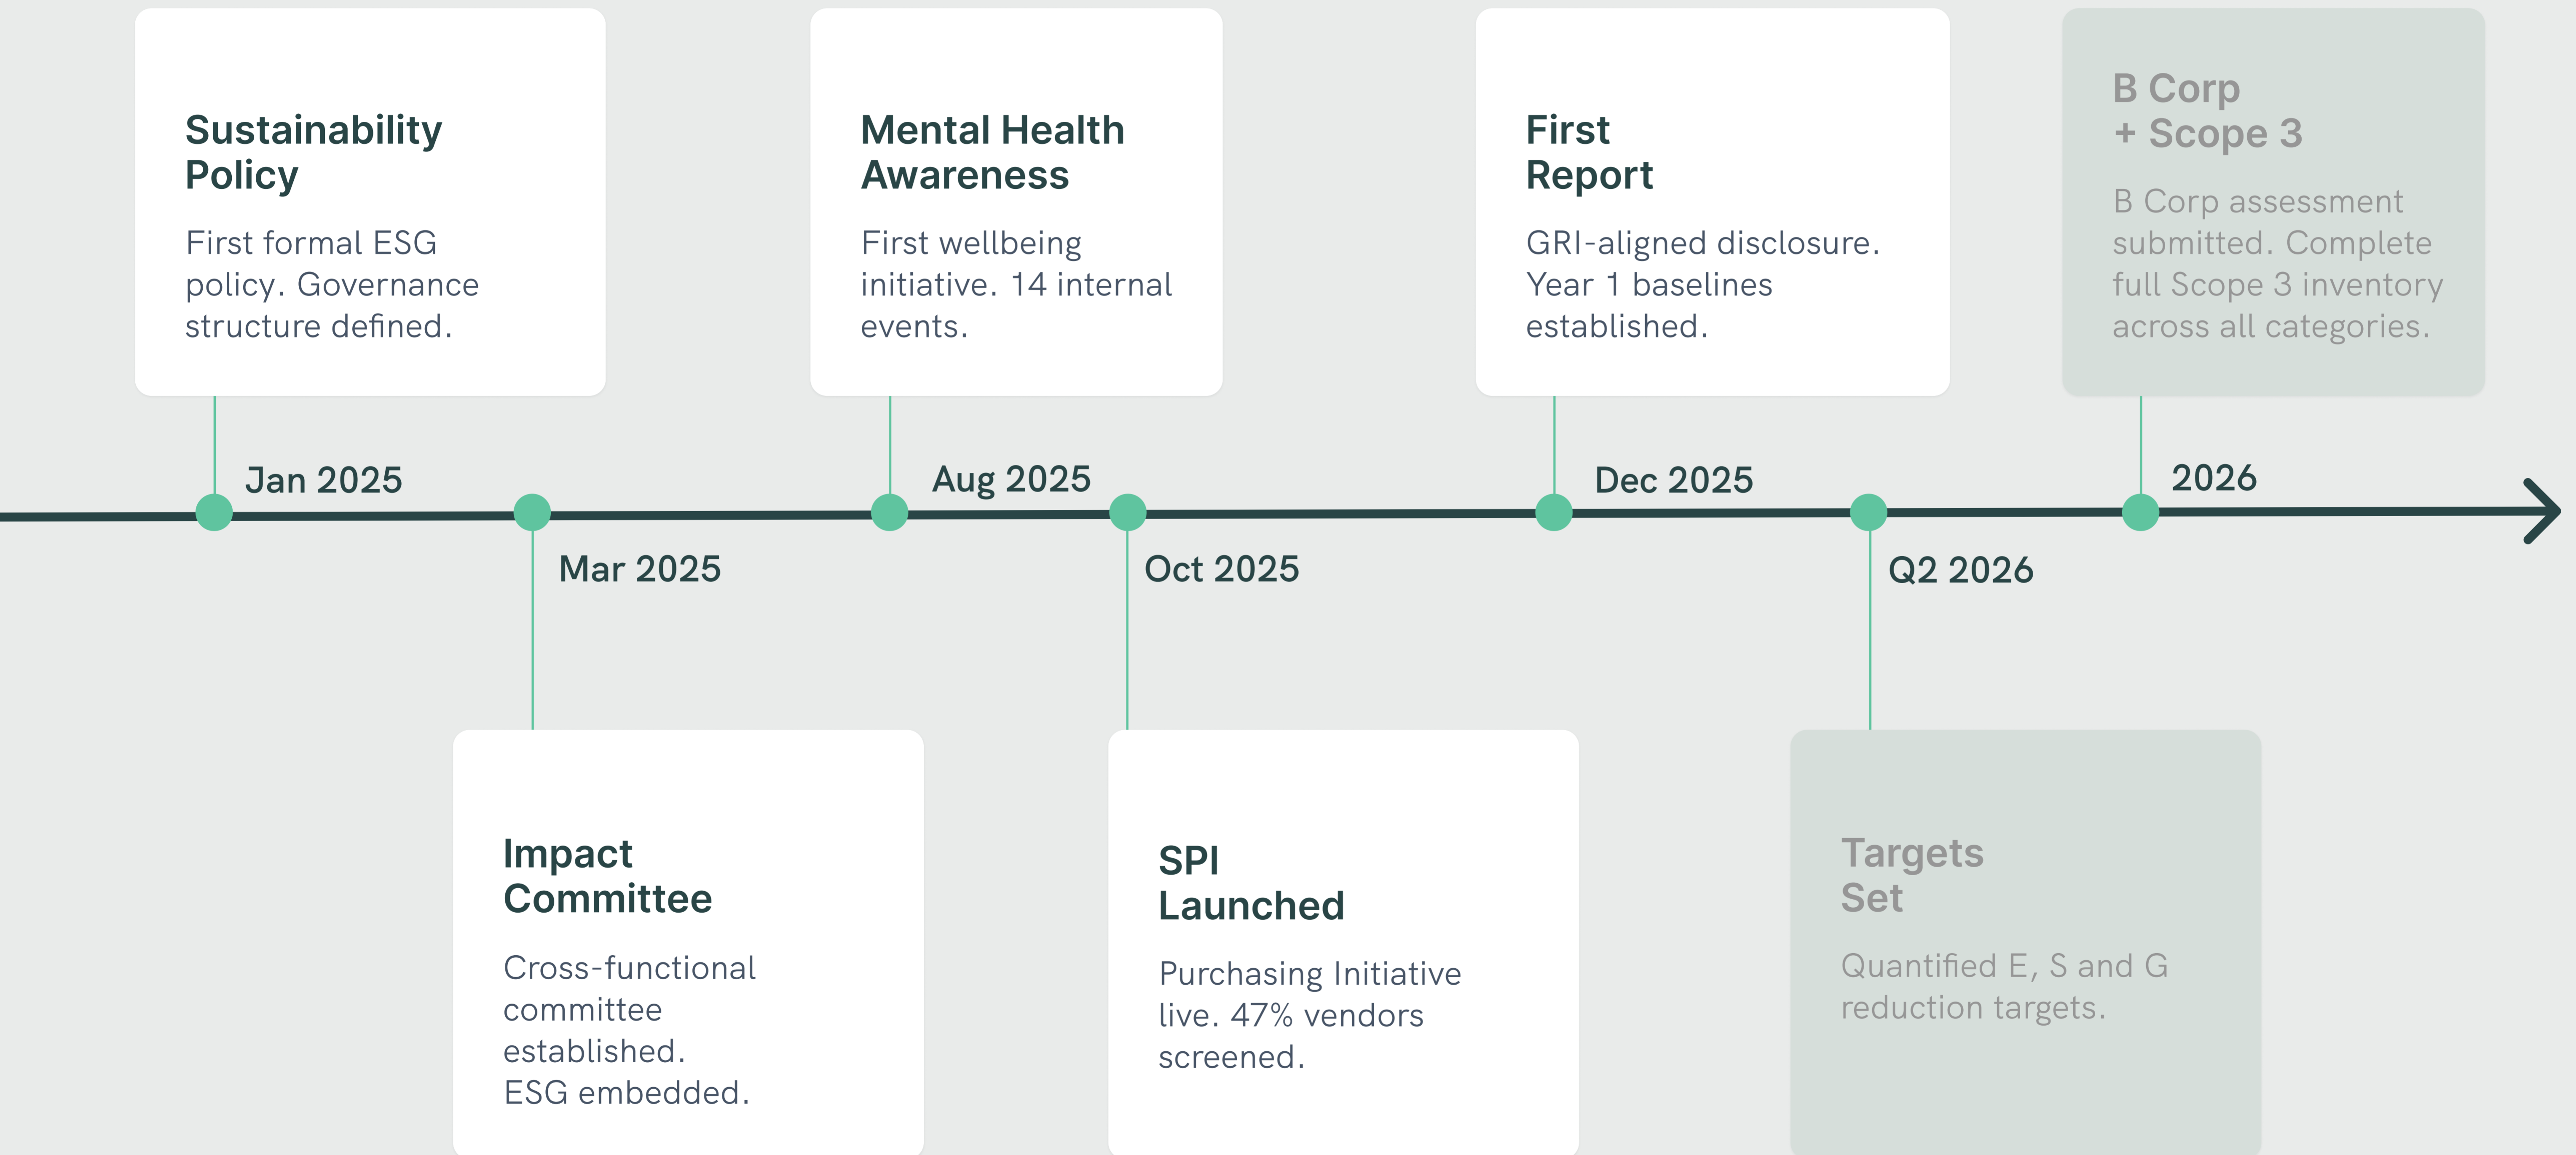 Sustainability
Policy
First formal ESG
policy. Governance
structure defined.
Mental Health
Awareness
First wellbeing
initiative. 14 internal
events.
First
Report
GRI-aligned disclosure.
Year 1 baselines
established.
B Corp
+ Scope 3
B Corp assessment
submitted. Complete
full Scope 3 inventory
across all categories.
Jan 2025
Aug 2025
Dec 2025
2026
Mar 2025
Oct 2025
Q2 2026
Impact
Committee
Cross-functional
committee
established.
ESG embedded.
SPI
Launched
Purchasing Initiative
live. 47% vendors
screened.
Targets
Set
Quantified E, S and G
reduction targets.